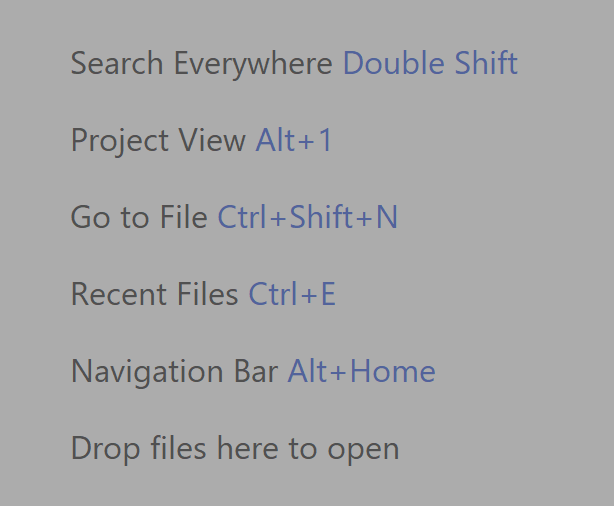 Search Everywhere Double Shift
Project View Alt+1
Go to File Ctrl+Shift+N
Recent Files Ctrl+E
Navigation Bar Alt+Home
Drop files here to open